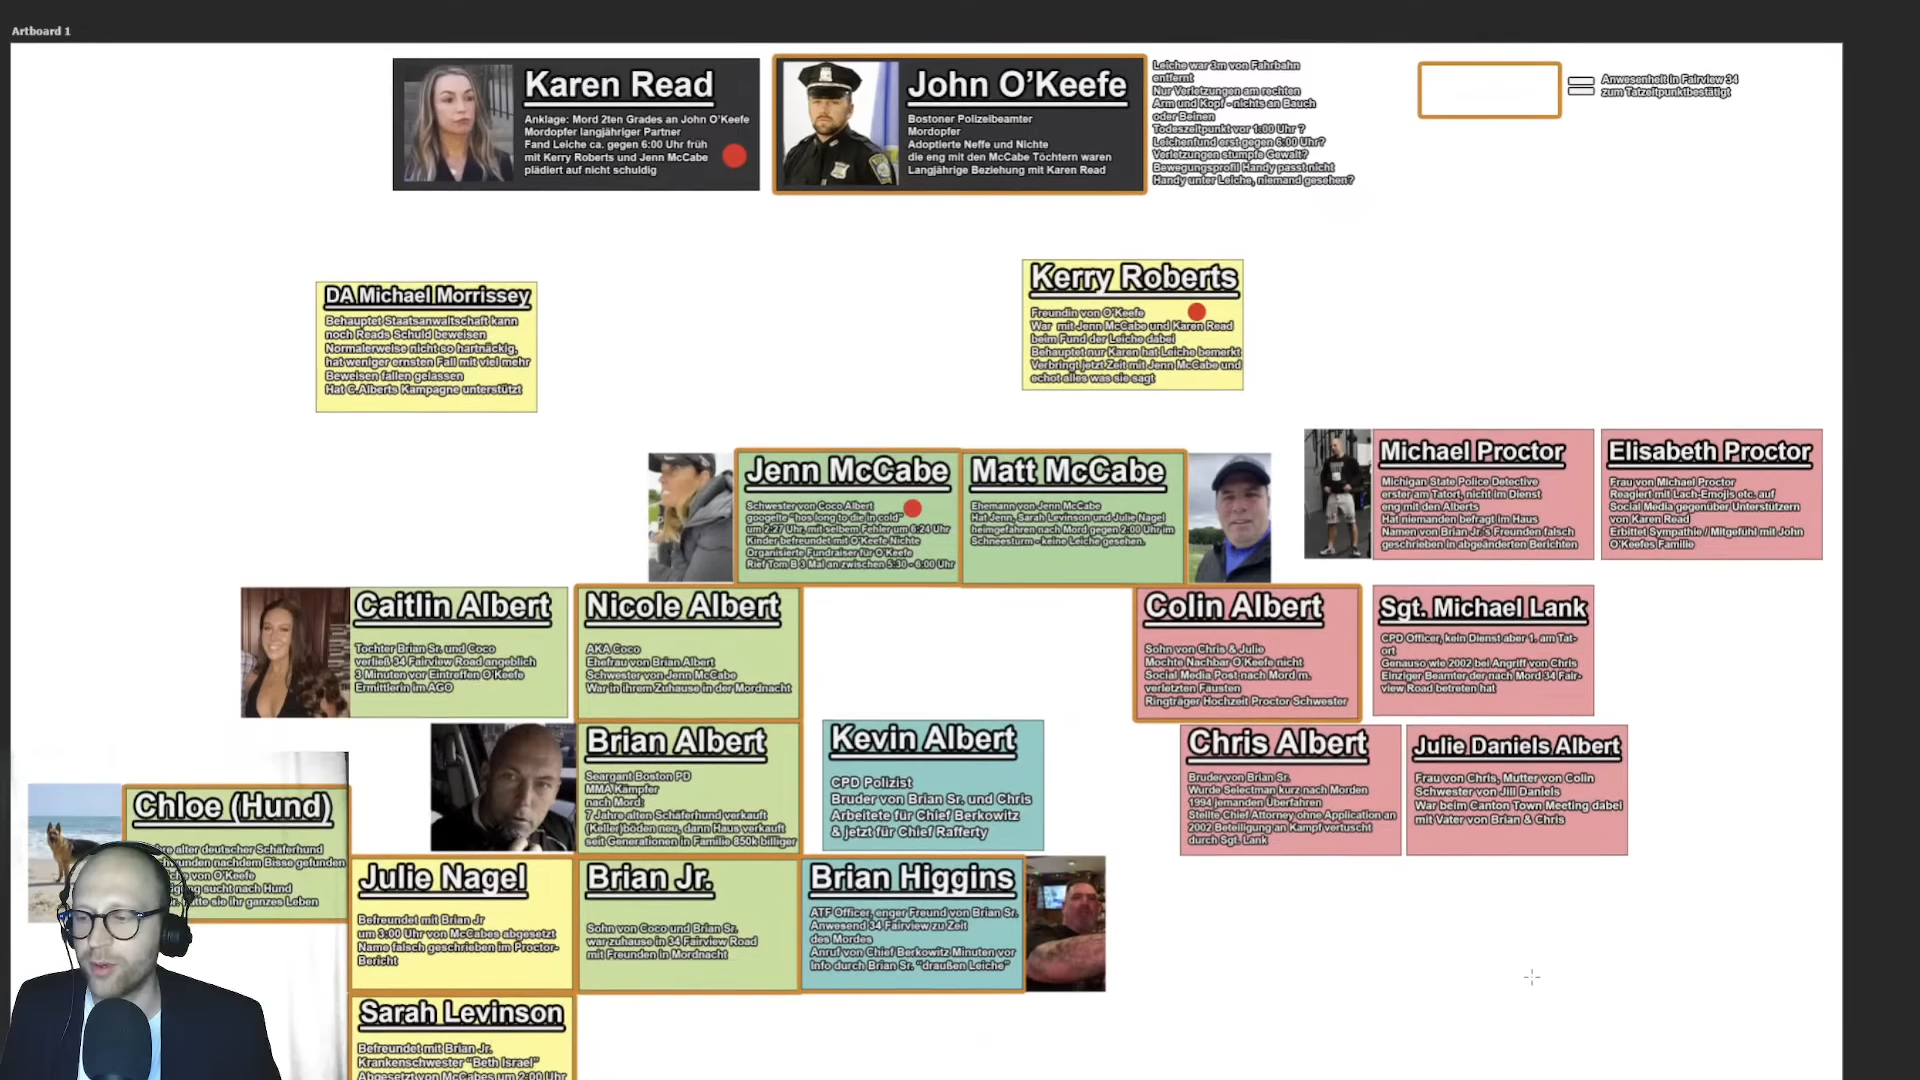 Artboard 1
Karen Read
Anklage: Mord 2ten Grades an John O'Keefe
Mordopfer langjähriger Partner
Fand Leiche ca. gegen 6:00 Uhr früh
mit Kerry Roberts und Jenn McCabe
plädiert auf nicht schuldig
John O'Keefe
Bostoner Polizeibeamter
Mordopfer
Adoptierte Neffe und Nichte
die eng mit den McCabe Töchtern waren
Langjährige Beziehung mit Karen Read
Leiche war 3m von Fahrbahn
entfernt
Nur Verletzungen am rechten
Arm und Kopf - nichts an Bauch
oder Beinen
Todeszeitpunkt vor 1:00 Uhr ?
Leichenfund erst gegen 6:00 Uhr?
Verletzungen stumpfe Gewalt?
Bewegungsprofil Handy passt nicht
Handy unter Leiche, niemand gesehen?
Anwesenheit in Fairview 34
zum Tatzeitpunkt bestätigt
DA Michael Morrissey
Behauptet Staatsanwaltschaft kann
noch Reads Schuld beweisen
Normalerweise nicht so hartnäckig,
hat weniger ernsten Fall mit viel mehr
Beweisen fallen gelassen
Hat C.Alberts Kampagne unterstützt
Kerry Roberts
Freundin von O'Keefe
War mit Jenn McCabe und Karen Read
beim Fund der Leiche dabei
Behauptet nur Karen hat Leiche bemerkt
Verbringt jetzt Zeit mit Jenn McCabe und
echot alles was sie sagt
Jenn McCabe
Schwester von Coco Albert
googelte "hos long to die in cold"
um 2:27 Uhr, mit selbem Fehler um 6:24 Uhr
Kinder befreundet mit O'Keefe Nichte
Organisierte Fundraiser für O'Keefe
Rief Tom B 3 Mal an zwischen 5:30 - 6:00 Uhr
Matt McCabe
Ehemann von Jenn McCabe
Hat Jenn, Sarah Levinson und Julie Nagel
heimgefahren nach Mord gegen 2:00 Uhr im
Schneesturm - keine Leiche gesehen.
Michael Proctor
Michigan State Police Detective
erster am Tatort, nicht im Dienst
eng mit den Alberts
Hat niemanden befragt im Haus
Namen von Brian Jr.'s Freunden falsch
geschrieben in abgeänderten Berichten
Elisabeth Proctor
Frau von Michael Proctor
Reagiert mit Lach-Emojis etc. auf
Social Media gegenüber Unterstützern
von Karen Read
Erbittet Sympathie / Mitgefühl mit John
O'Keefes Familie
Caitlin Albert
Tochter Brian Sr. und Coco
verließ 34 Fairview Road angeblich
3 Minuten vor Eintreffen O'Keefe
Ermittlerin im AGO
Nicole Albert
AKA Coco
Ehefrau von Brian Albert
Schwester von Jenn McCabe
War in ihrem Zuhause in der Mordnacht
Colin Albert
Sohn von Chris & Julie
Mochte Nachbar O'Keefe nicht
Social Media Post nach Mord m.
verletzten Fäusten
Ringträger Hochzeit Proctor Schwester
Sgt. Michael Lank
CPD Officer, kein Dienst aber 1. am Tat-
ort
Genauso wie 2002 bei Angriff von Chris
Einziger Beamter der nach Mord 34 Fair-
view Road betreten hat
Brian Albert
Seargant Boston PD
MMA Kämpfer
nach Mord:
7 Jahre alten Schäferhund verkauft
(Keller)böden neu, dann Haus verkauft
seit Generationen in Familie 850k billiger
Kevin Albert
CPD Polizist
Bruder von Brian Sr. und Chris
Arbeitete für Chief Berkowitz
& jetzt für Chief Rafferty
Chris Albert
Bruder von Brian Sr.
Wurde Selectman kurz nach Morden
1994 jemanden Überfahren
Stellte Chief Attorney ohne Application an
2002 Beteiligung an Kampf vertuscht
durch Sgt. Lank
Julie Daniels Albert
Frau von Chris, Mutter von Colin
Schwester von Jill Daniels
War beim Canton Town Meeting dabei
mit Vater von Brian & Chris
Chloe (Hund)
alter deutscher Schäferhund
nachdem Bisse gefunden
von O'Keefe
sucht nach Hund
sie ihr ganzes Leben
Julie Nagel
Befreundet mit Brian Jr
um 3:00 Uhr von McCabes abgesetzt
Name falsch geschrieben im Proctor-
Bericht
Brian Jr.
Sohn von Coco und Brian Sr.
war zuhause in 34 Fairview Road
mit Freunden in Mordnacht
Brian Higgins
ATF Officer, enger Freund von Brian Sr.
Anwesend 34 Fairview zu Zeit
des Mordes
Anruf von Chief Berkowitz Minuten vor
Info durch Brian Sr. "draußen Leiche"
Sarah Levinson
Befreundet mit Brian Jr.
Krankenschwester "Beth Israel"
Abgesetzt von McCabes um 2:00 Uhr